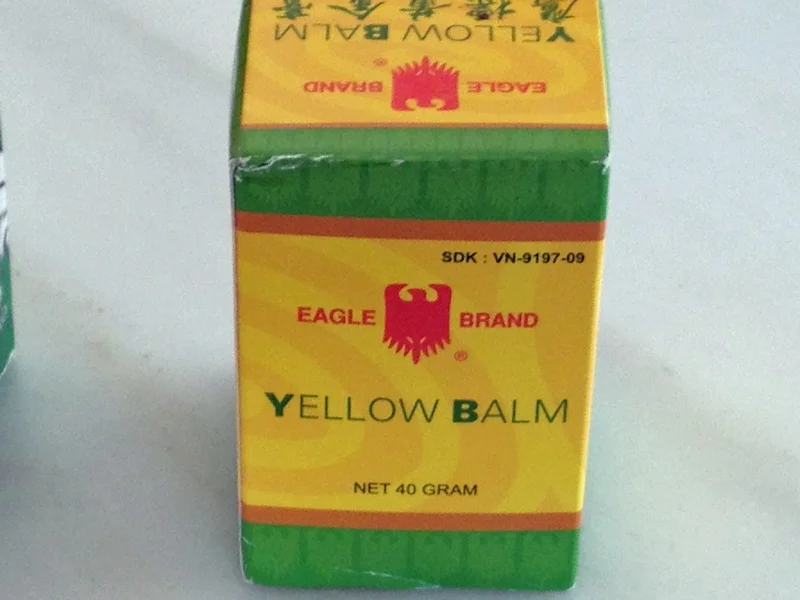 YELLOW BALM
EAGLE BRAND
SDK : VN-9197-09
EAGLE BRAND
®
YELLOW BALM
NET 40 GRAM